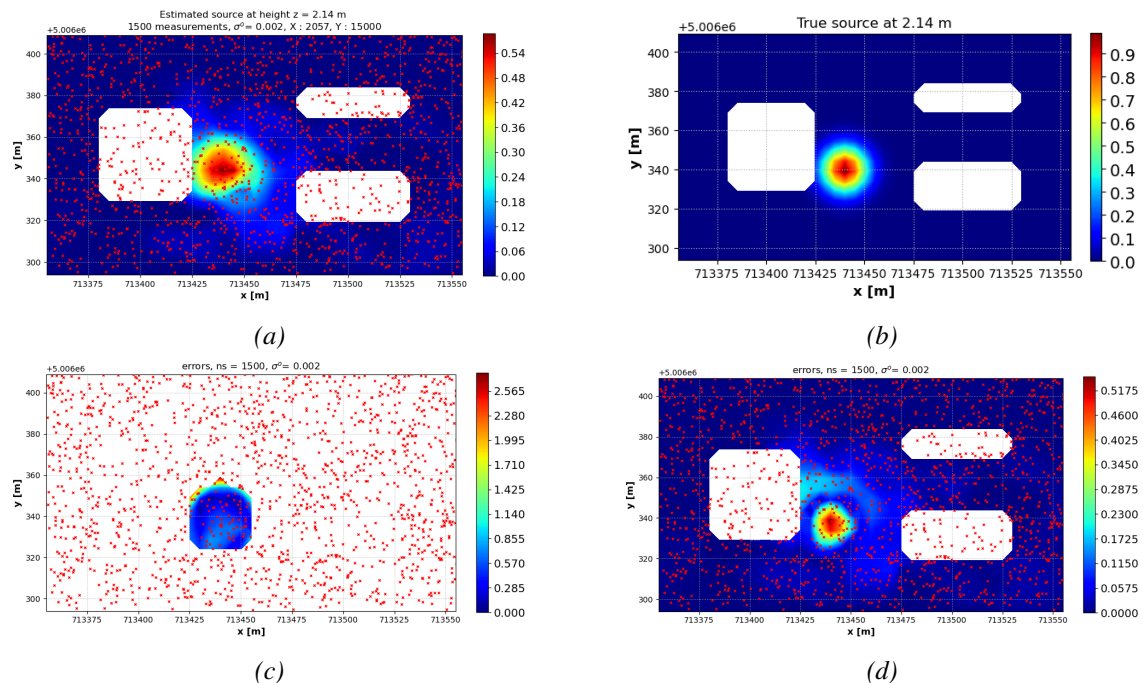 Estimated source at height z = 2.14 m
1500 measurements, σ⁰= 0.002, X : 2057, Y : 15000
+5.006e6
400
380
360
340
320
300
y [m]
713375 713400 713425 713450 713475 713500 713525 713550
x [m]
0.54
0.48
0.42
0.36
0.30
0.24
0.18
0.12
0.06
0.00
(a)
True source at 2.14 m
+5.006e6
400
380
360
340
320
300
y [m]
713375 713400 713425 713450 713475 713500 713525 713550
x [m]
0.9
0.8
0.7
0.6
0.5
0.4
0.3
0.2
0.1
0.0
(b)
errors, ns = 1500, σ⁰= 0.002
+5.006e6
400
380
360
340
320
300
y [m]
713375 713400 713425 713450 713475 713500 713525 713550
x [m]
2.565
2.280
1.995
1.710
1.425
1.140
0.855
0.570
0.285
0.000
(c)
errors, ns = 1500, σ⁰= 0.002
+5.006e6
400
380
360
340
320
300
y [m]
713375 713400 713425 713450 713475 713500 713525 713550
x [m]
0.5175
0.4600
0.4025
0.3450
0.2875
0.2300
0.1725
0.1150
0.0575
0.0000
(d)